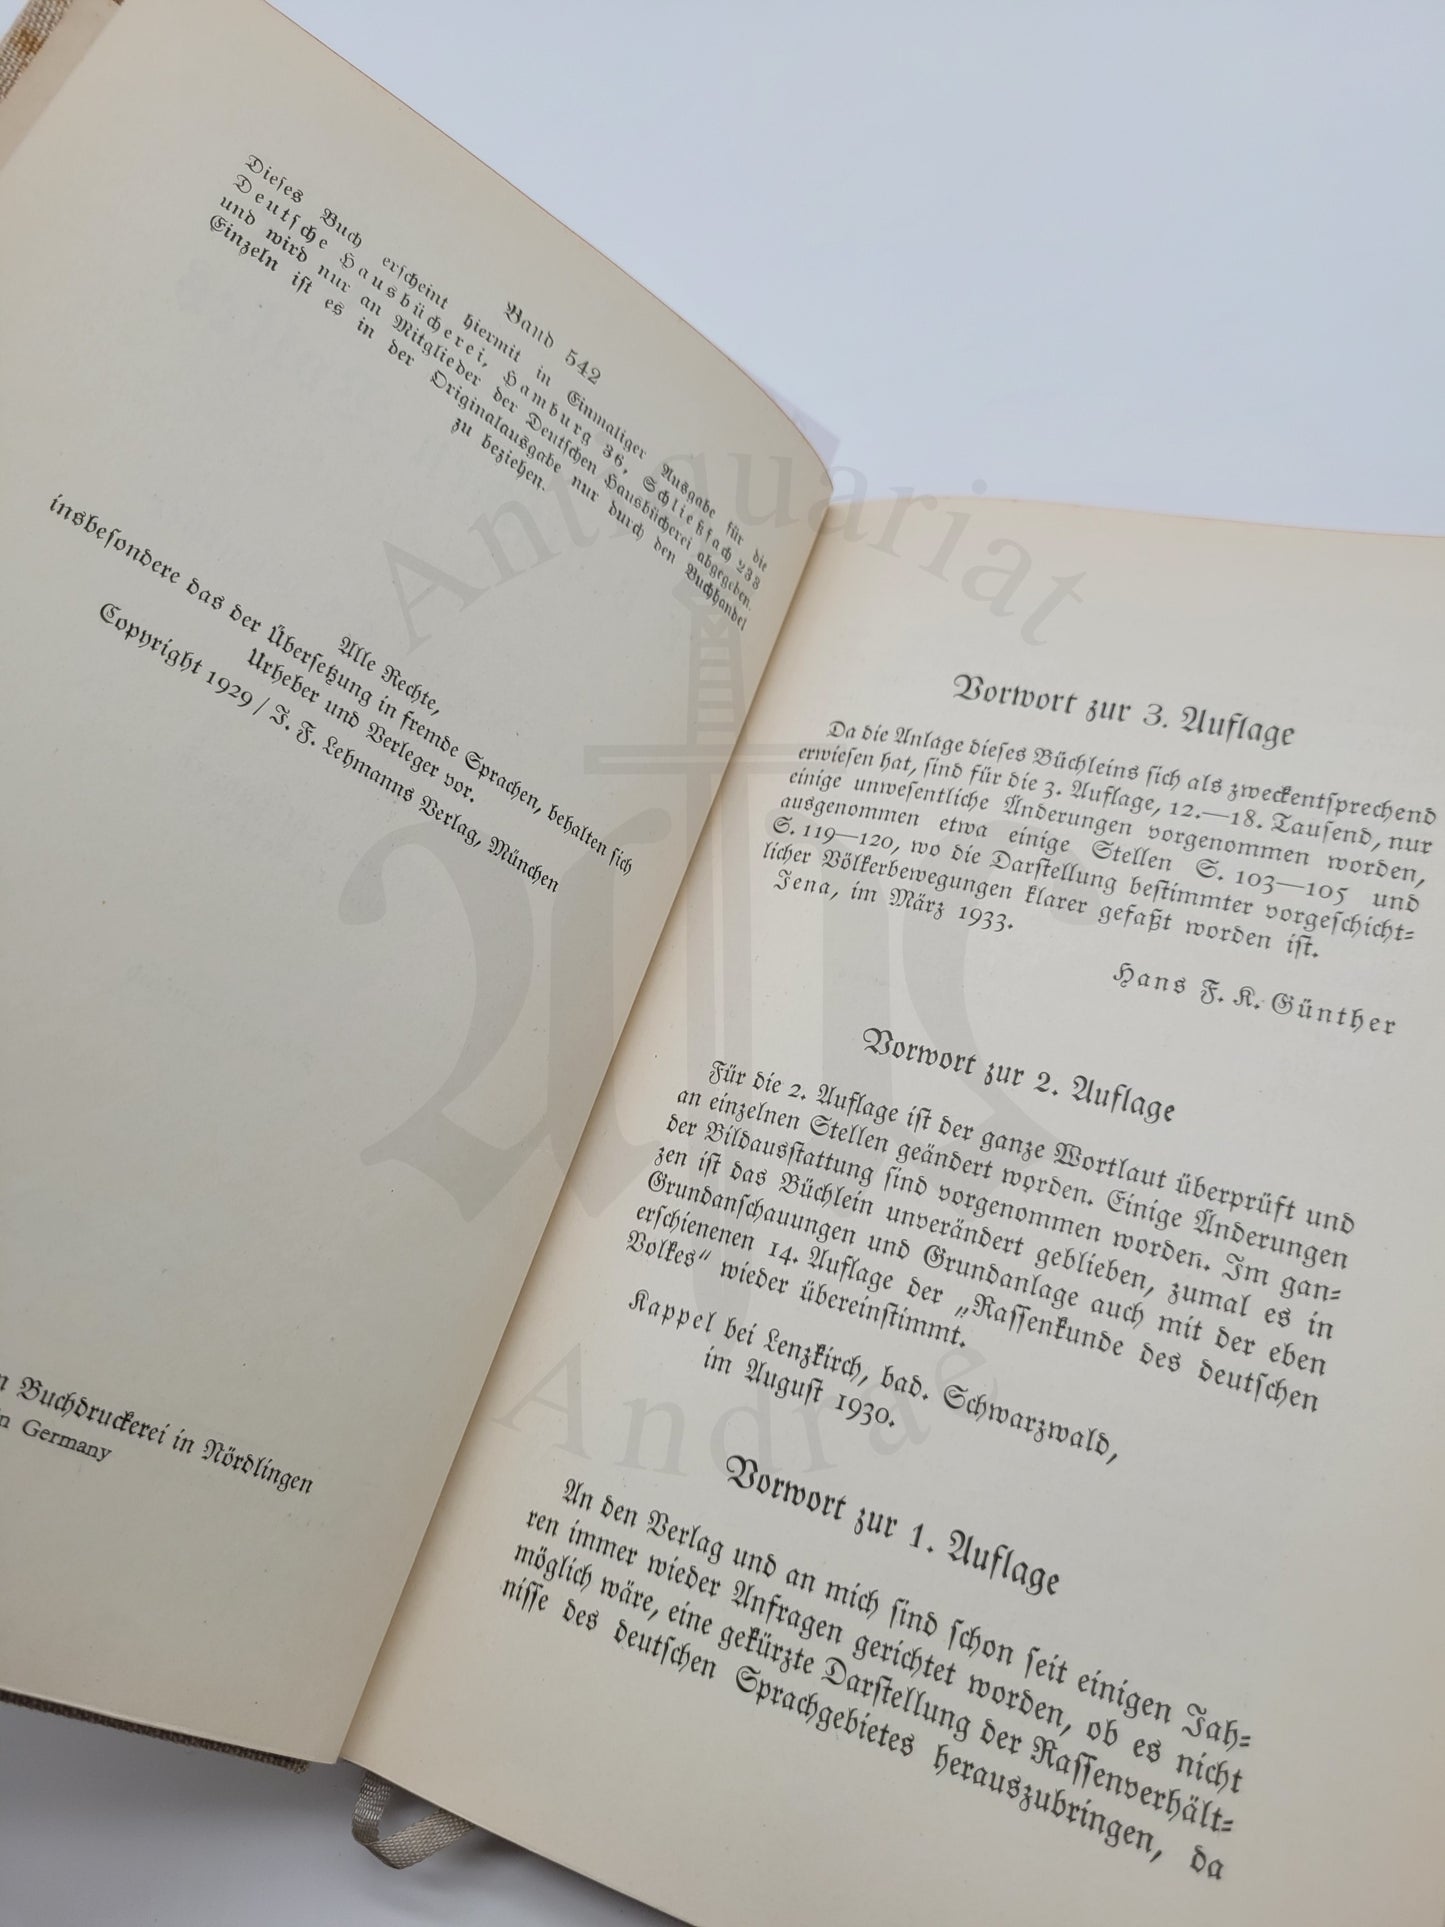 Band 542
Dieses Buch erscheint hiermit in Einmaliger Ausgabe für die
Deutsche Hausbücherei, Hamburg 36, Schließfach 233
und wird nur an Mitglieder der Deutschen Hausbücherei abgegeben.
Einzeln ist es in der Originalausgabe nur durch den Buchhandel
zu beziehen.
Alle Rechte,
insbesondere das der Übersetzung in fremde Sprachen, behalten sich
Urheber und Verleger vor.
Copyright 1929 / J. F. Lehmanns Verlag, München
Buchdruckerei in Nördlingen
in Germany
Vorwort zur 3. Auflage
Da die Anlage dieses Büchleins sich als zweckentsprechend
erwiesen hat, sind für die 3. Auflage, 12.—18. Tausend, nur
einige unwesentliche Änderungen vorgenommen worden,
ausgenommen etwa einige Stellen S. 103—105 und
S. 119—120, wo die Darstellung bestimmter vorgeschicht-
licher Völkerbewegungen klarer gefaßt worden ist.
Jena, im März 1933.
Hans F. K. Günther
Vorwort zur 2. Auflage
Für die 2. Auflage ist der ganze Wortlaut überprüft und
an einzelnen Stellen geändert worden. Einige Änderungen
der Bildausstattung sind vorgenommen worden. Im gan-
zen ist das Büchlein unverändert geblieben, zumal es in
Grundanschauungen und Grundanlage auch mit der eben
erschienenen 14. Auflage der „Rassenkunde des deutschen
Volkes“ wieder übereinstimmt.
Kappel bei Lenzkirch, bad. Schwarzwald,
im August 1930.
Vorwort zur 1. Auflage
An den Verlag und an mich sind schon seit einigen Jah-
ren immer wieder Anfragen gerichtet worden, ob es nicht
möglich wäre, eine gekürzte Darstellung der Rassenverhält-
nisse des deutschen Sprachgebietes herauszubringen, da
Antiquariat
Andrae